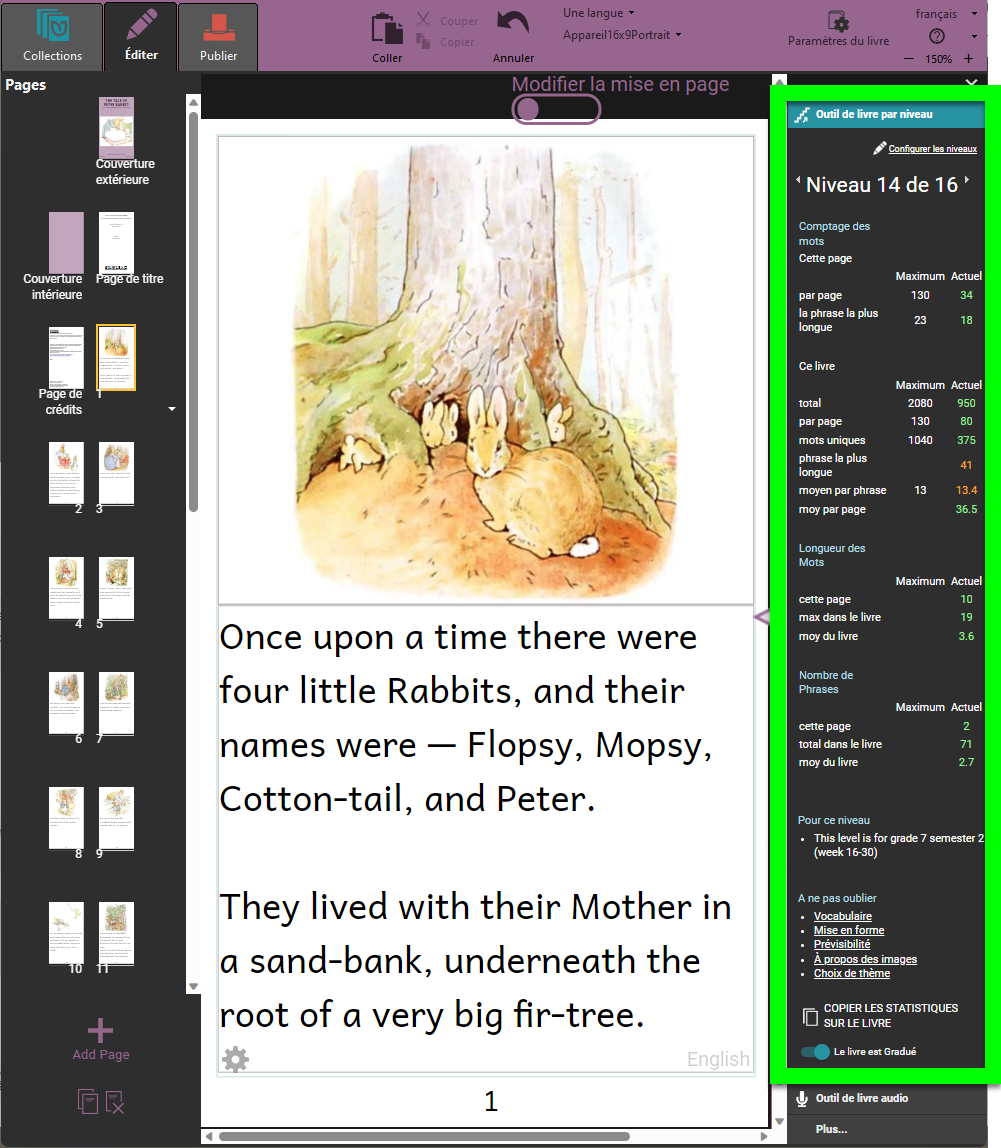 Collections
Éditer
Publier
Coller
Couper
Copier
Annuler
Une langue
Appareil16x9Portrait
Paramètres du livre
français
150%
Pages
THE TALE OF
PETER RABBIT
Couverture
extérieure
Couverture
intérieure
Page de titre
Page de
crédits
1
2
3
4
5
6
7
8
9
10
11
Add Page
Modifier la mise en page
Once upon a time there were
four little Rabbits, and their
names were — Flopsy, Mopsy,
Cotton-tail, and Peter.
They lived with their Mother in
a sand-bank, underneath the
root of a very big fir-tree.
English
1
Outil de livre par niveau
Configurer les niveaux
Niveau 14 de 16
Comptage des
mots
Cette page
Maximum Actuel
par page 130 34
la phrase la plus
longue 23 18
Ce livre
Maximum Actuel
total 2080 950
par page 130 80
mots uniques 1040 375
phrase la plus
longue 41
moyen par phrase 13 13.4
moy par page 36.5
Longueur des
Mots
Maximum Actuel
cette page 10
max dans le livre 19
moy du livre 3.6
Nombre de
Phrases
Maximum Actuel
cette page 2
total dans le livre 71
moy du livre 2.7
Pour ce niveau
• This level is for grade 7 semester 2
(week 16-30)
A ne pas oublier
• Vocabulaire
• Mise en forme
• Prévisibilité
• À propos des images
• Choix de thème
COPIER LES STATISTIQUES
SUR LE LIVRE
Le livre est Gradué
Outil de livre audio
Plus...